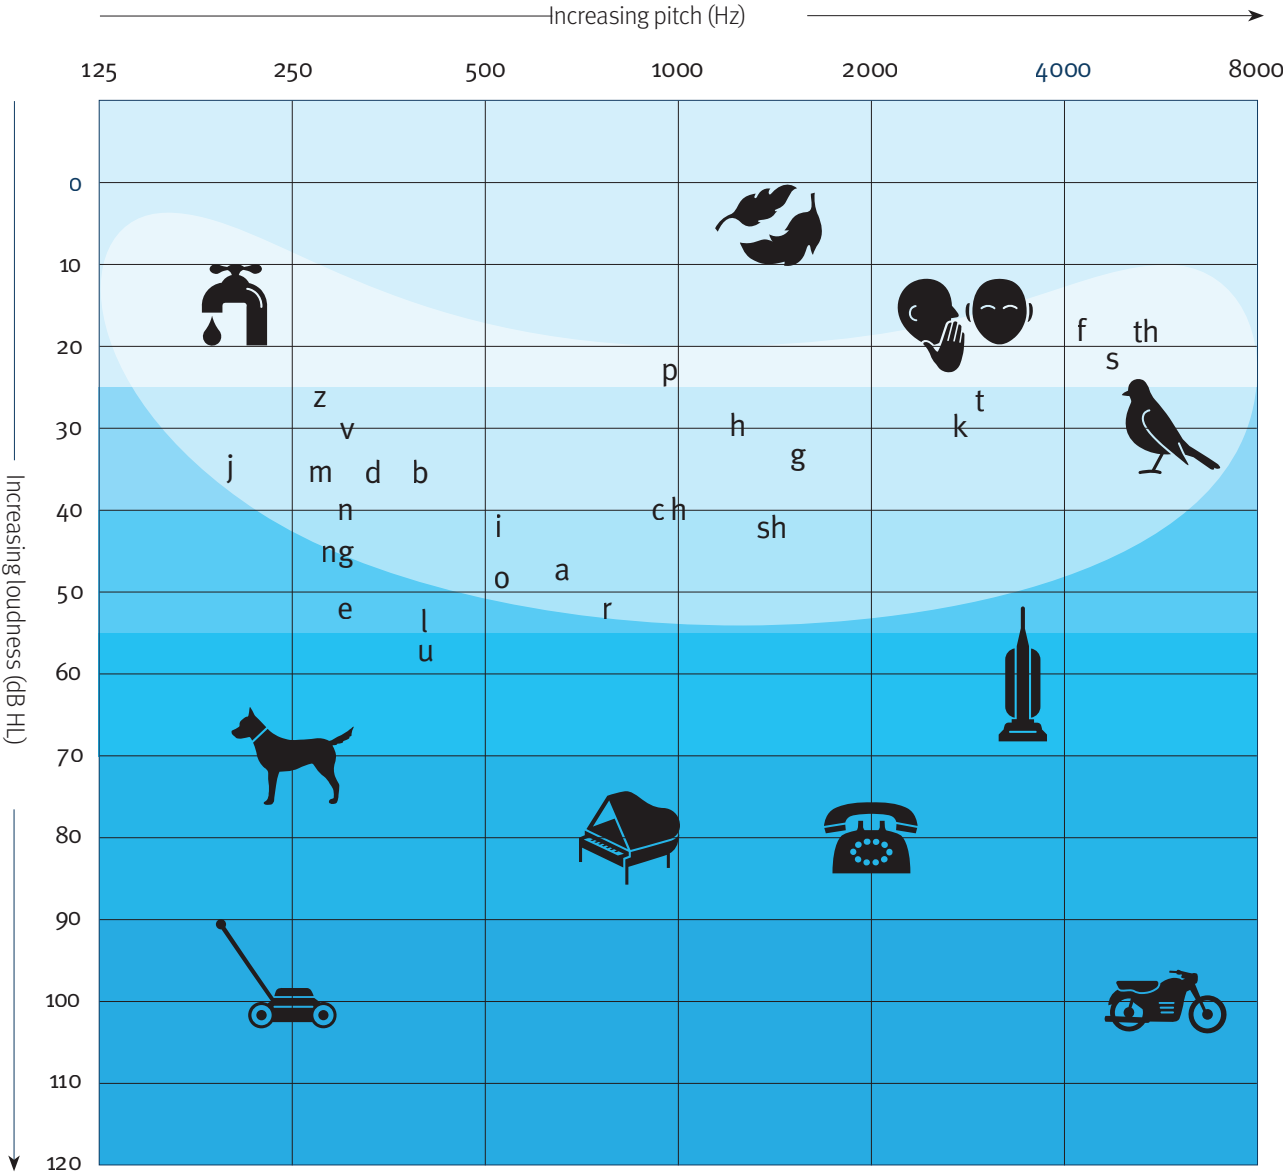 Increasing pitch (Hz)
125 250 500 1000 2000 4000 8000
Increasing loudness (dB HL)
0
10
f th
20
s
p
z t
v h k
g
j m d b
n ch
40
i sh
ng
a
o
50
e r
l
u
60
70
80
90
100
110
120
30